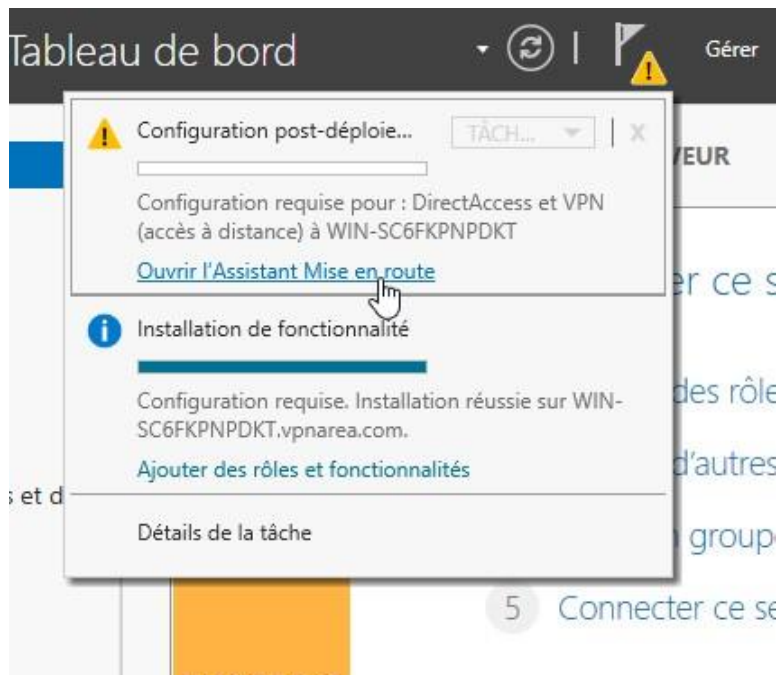 Tableau de bord
Gérer
Configuration post-déploie...
TÂCH...
X
Configuration requise pour : DirectAccess et VPN
(accès à distance) à WIN-SC6FKPNPDKT
Ouvrir l'Assistant Mise en route
Installation de fonctionnalité
Configuration requise. Installation réussie sur WIN-
SC6FKPNPDKT.vpnarea.com.
Ajouter des rôles et fonctionnalités
Détails de la tâche
VEUR
er ce s
des rôle
d'autres
s et d
group
5 Connecter ce se